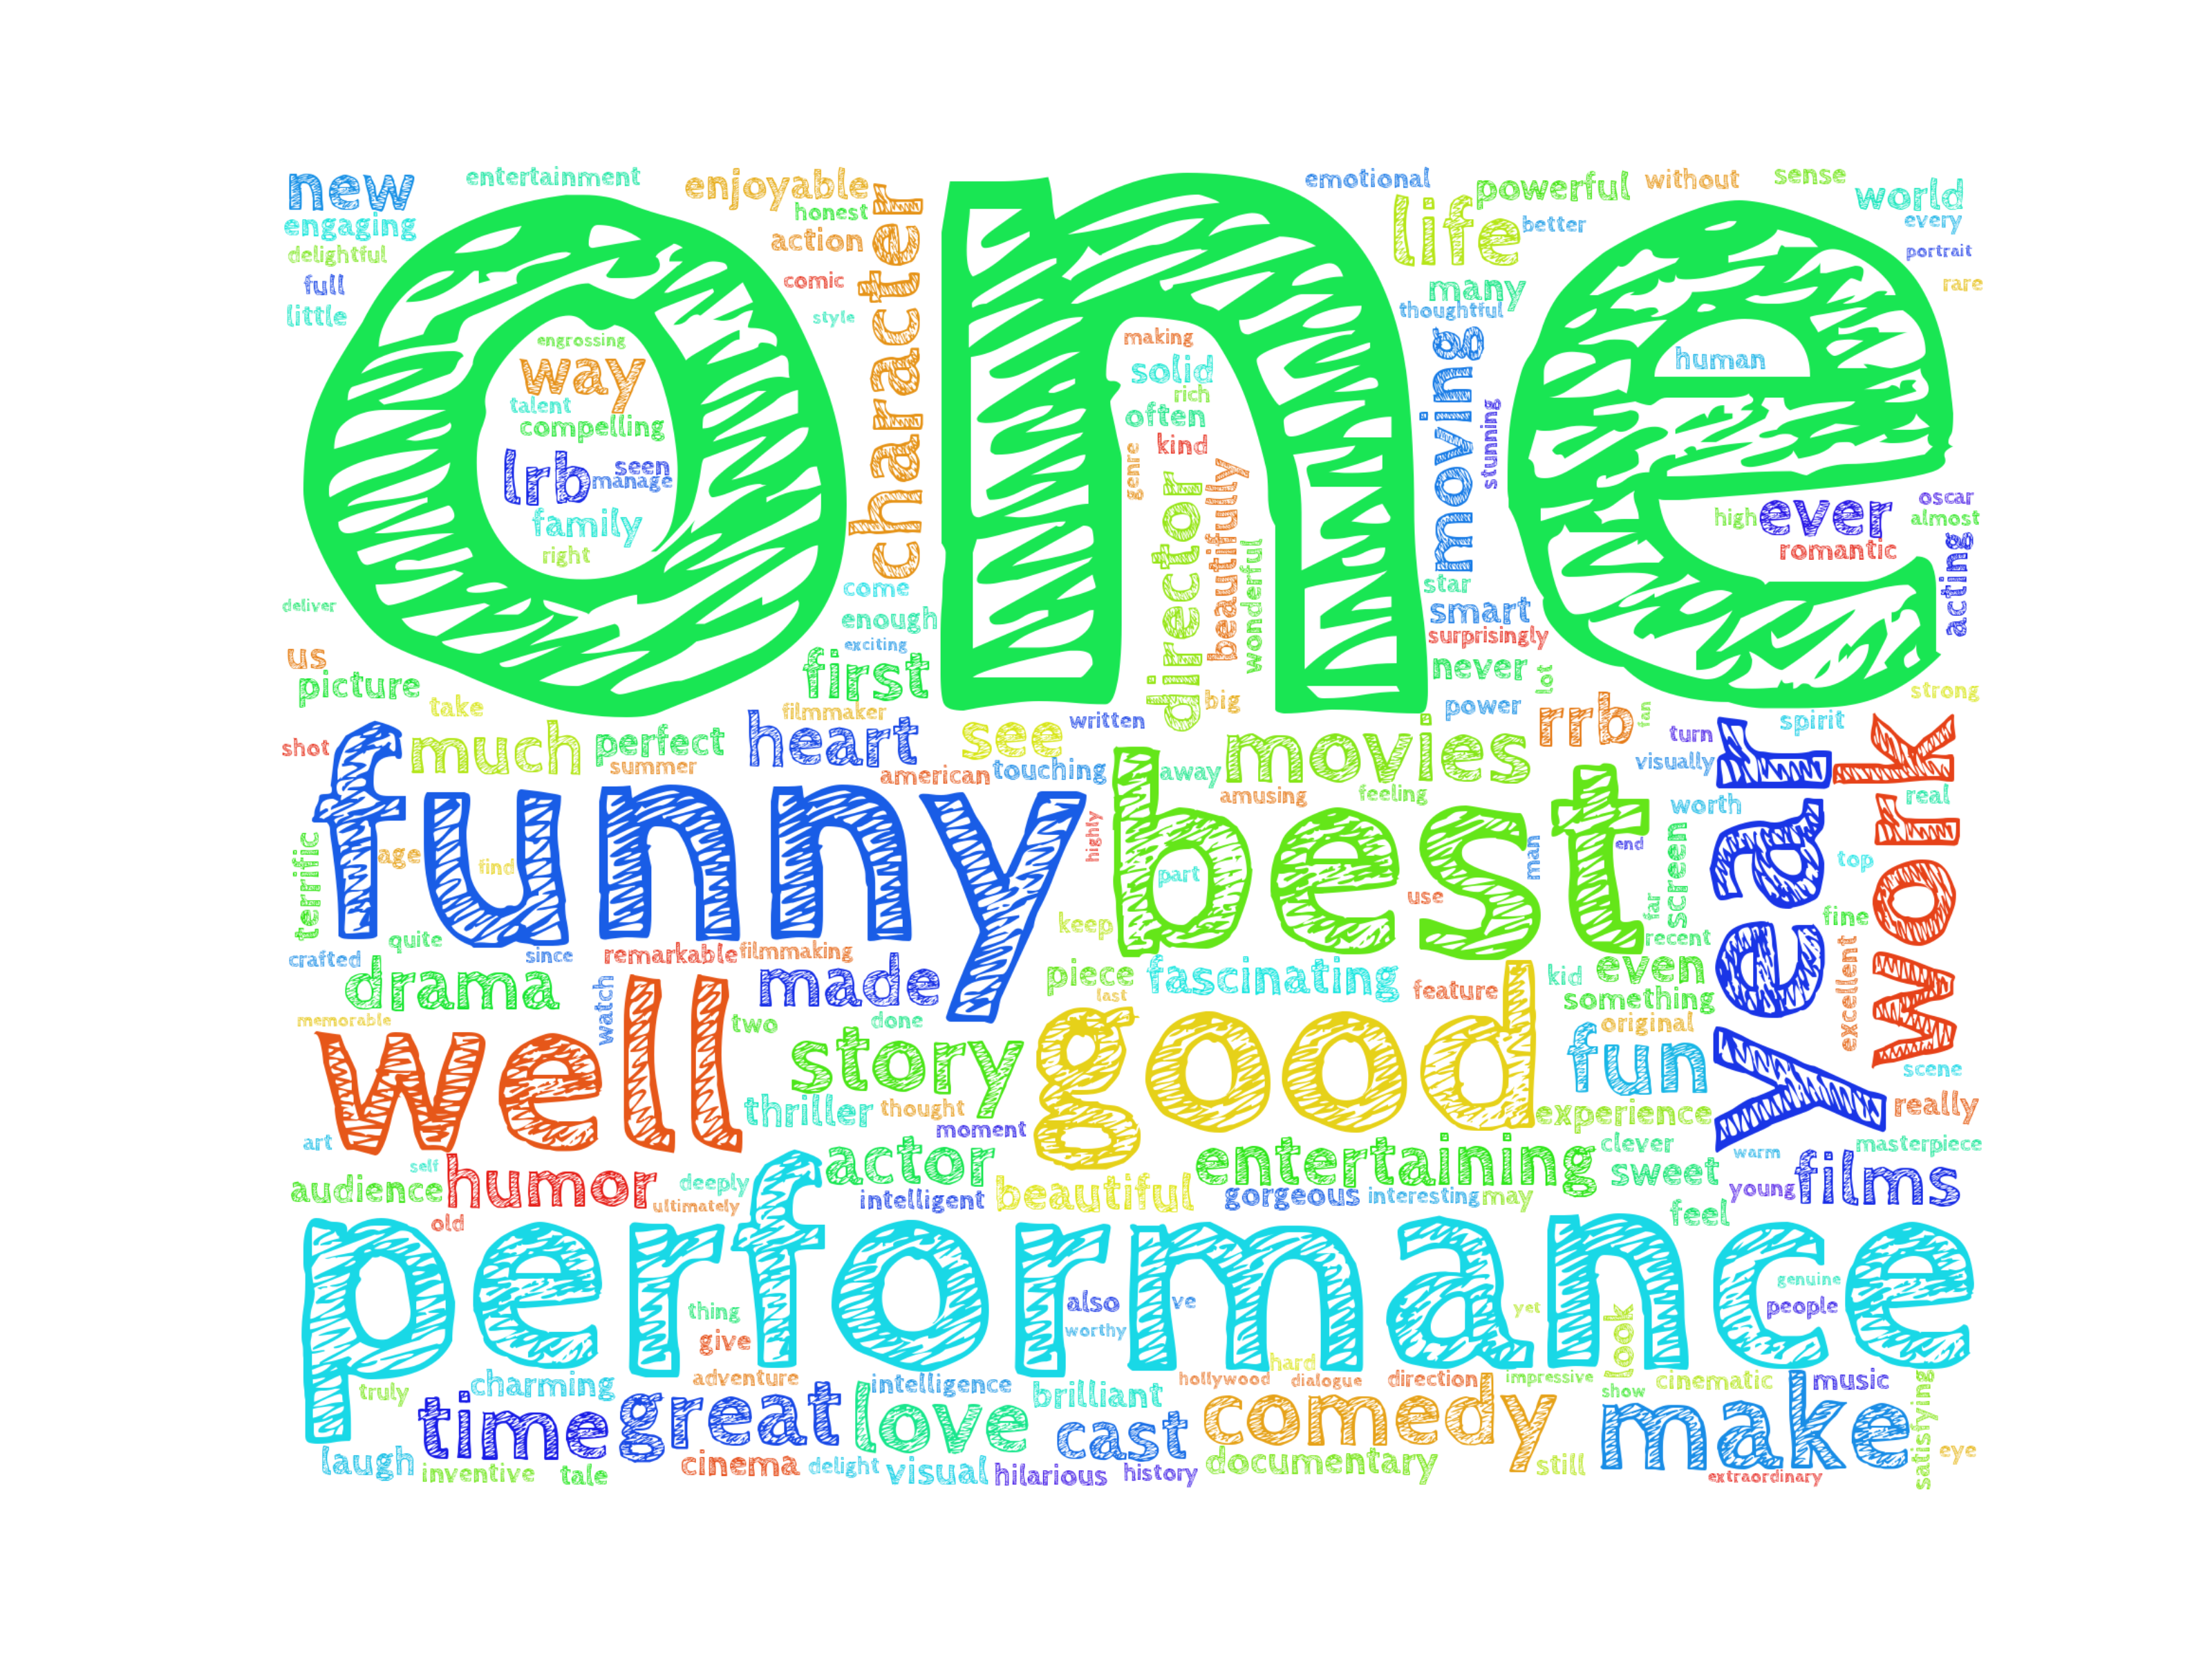 new
entertainment
enjoyable
character
one
emotional
powerful
without
sense
world
engaging
honest
life
better
every
delightful
action
portrait
full
comic
many
rare
little
style
thoughtful
engrossing
making
moving
human
way
solid
talent
rich
compelling
often
stunning
lrb
seen
kind
manage
genre
director
beautifully
wonderful
high
ever
oscar
almost
family
romantic
right
acting
deliver
come
star
enough
smart
exciting
surprisingly
us
first
never
lot
picture
strong
take
filmmaker
big
power
rrb
fan
spirit
shot
much
perfect
heart
see
written
movies
turn
year
work
summer
american
touching
away
visually
funny
best
amusing
feeling
worth
real
terrific
age
find
highly
part
man
end
screen
top
use
far
quite
keep
fine
recent
crafted
since
remarkable
filmmaking
excellent
drama
made
piece
fascinating
feature
kid
even
last
something
memorable
watch
well
two
done
good
original
story
fun
scene
thriller
thought
experience
really
art
moment
actor
entertaining
clever
warm
masterpiece
self
humor
deeply
sweet
audience
intelligent
beautiful
gorgeous
interesting
may
young
films
ultimately
old
feel
performance
genuine
thing
also
ve
yet
people
give
worthy
look
hard
truly
charming
adventure
intelligence
brilliant
hollywood
dialogue
direction
impressive
show
cinematic
music
time
great
love
cast
comedy
make
satisfying
laugh
inventive
tale
cinema
delight
visual
hilarious
history
documentary
still
extraordinary
eye